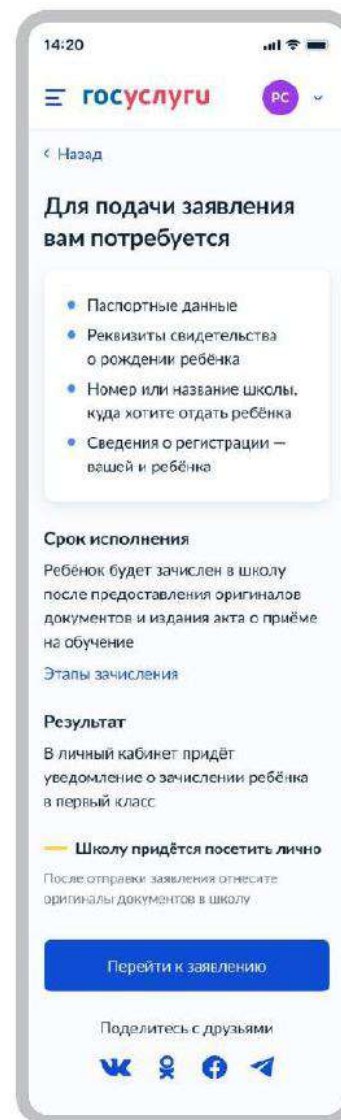 14:20
госуслуги
РС
Назад
Для подачи заявления
вам потребуется
Паспортные данные
Реквизиты свидетельства
о рождении ребёнка
Номер или название школы,
куда хотите отдать ребёнка
Сведения о регистрации —
вашей и ребёнка
Срок исполнения
Ребёнок будет зачислен в школу
после предоставления оригиналов
документов и издания акта о приёме
на обучение
Этапы зачисления
Результат
В личный кабинет придёт
уведомление о зачислении ребёнка
в первый класс
Школу придётся посетить лично
После отправки заявления отнесите
оригиналы документов в школу
Перейти к заявлению
Поделитесь с друзьями